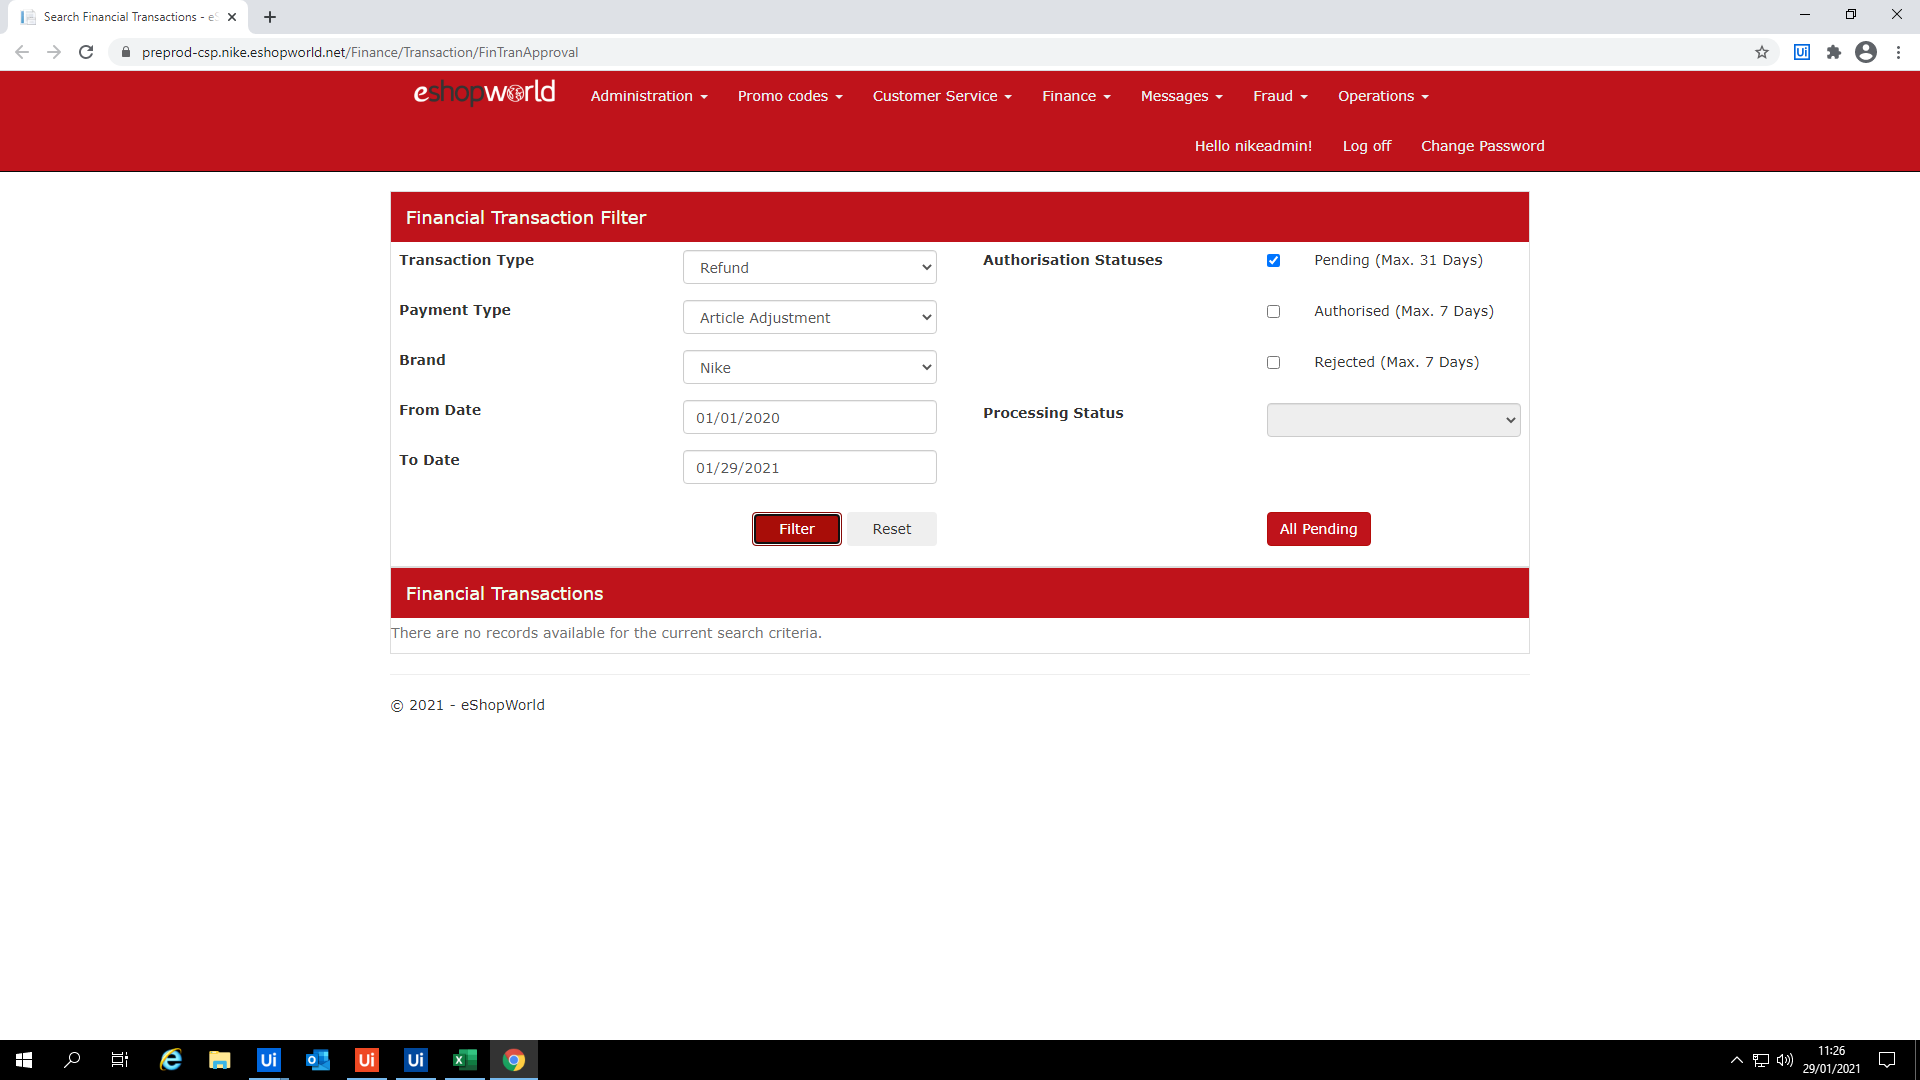 Search Financial Transactions - eS
preprod-csp.nike.eshopworld.net/Finance/Transaction/FinTranApproval
eshopworld
Administration
Promo codes
Customer Service
Finance
Messages
Fraud
Operations
Hello nikeadmin!
Log off
Change Password
Financial Transaction Filter
Transaction Type
Refund
Authorisation Statuses
Pending (Max. 31 Days)
Payment Type
Article Adjustment
Authorised (Max. 7 Days)
Brand
Nike
Rejected (Max. 7 Days)
From Date
01/01/2020
Processing Status
To Date
01/29/2021
Filter
Reset
All Pending
Financial Transactions
There are no records available for the current search criteria.
© 2021 - eShopWorld
Ui
Ui
Ui
Ui
11:26
29/01/2021